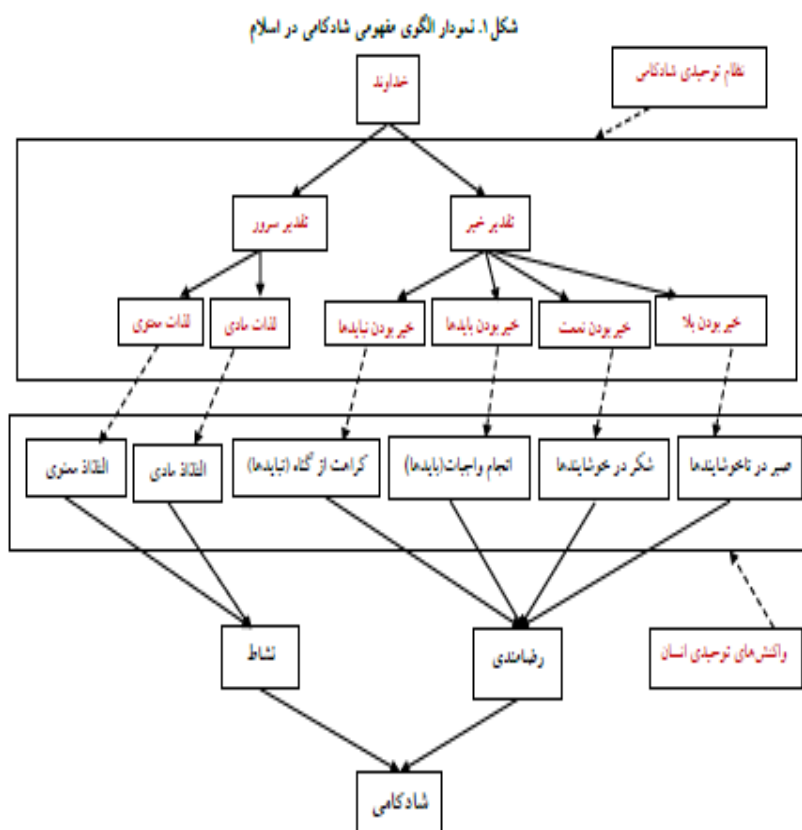 شکل ۱. نمودار الگوی مفهومی شادکامی در اسلام
خداوند
نظام توحیدی شادکامی
تقدیر خیر
تقدیر سرور
خیر بودن بلا
خیر بودن نعمت
خیر بودن بایدها
خیر بودن نبایدها
لذات مادی
لذات معنوی
صبر در ناخوشایندها
شکر در خوشایندها
انجام واجبات(بایدها)
کراهت از گناه (نبایدها)
التذاذ مادی
التذاذ معنوی
واکنش‌های توحیدی انسان
رضامندی
نشاط
شادکامی